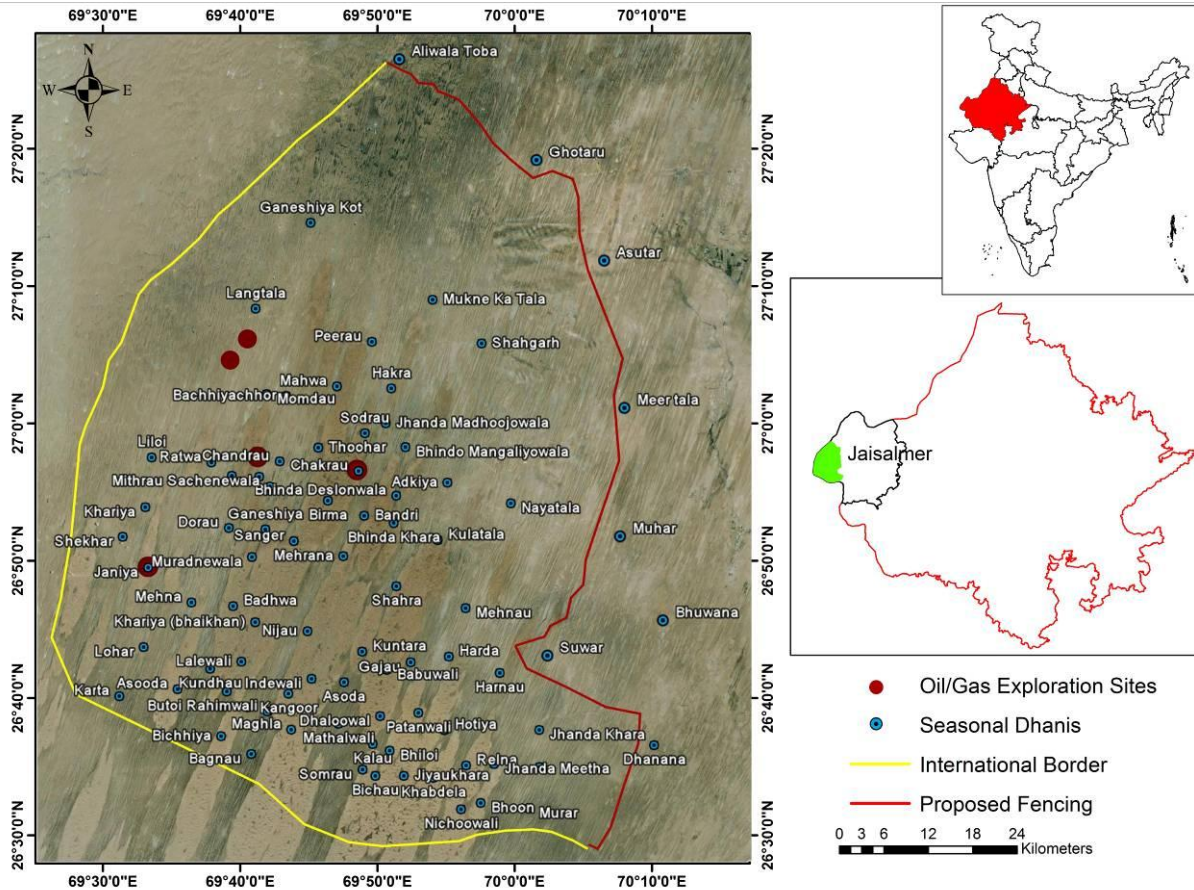 69°30'0"E 69°40'0"E 69°50'0"E 70°0'0"E 70°10'0"E
N
W E
S
Aliwala Toba
27°20'0"N
Ghotaru
27°20'0"N
Ganeshiya Kot
Asutar
27°10'0"N
27°10'0"N
Langtala
Mukne Ka Tala
Peerau
Shahgarh
Mahwa
Hakra
Bachhiyachhor
Momdau
Meer tala
Sodrau
Jhanda Madhoojowala
27°0'0"N
27°0'0"N
Liloi
Ratwa
Chandrau
Thoohar
Bhindo Mangaliyowala
Chakrau
Mithrau
Sachenewala
Bhinda Deslonwala
Adkiya
Khariya
Nayatala
Dorau
Ganeshiya
Birma
Bandri
Muhar
Shekhar
Sanger
Bhinda Khara
Kulatala
26°50'0"N
26°50'0"N
Muradnewala
Mehrana
Janiya
Mehna
Badhwa
Shahra
Mehnau
Bhuwana
Khariya (bhaikhan)
Nijau
Lohar
Kuntara
Harda
Suwar
Lalewali
Gajau
Babuwali
Harnau
26°40'0"N
26°40'0"N
Karta
Asooda
Kundhau
Indewali
Asoda
Butoi
Rahimwali
Kangoor
Maghla
Dhaloowal
Patanwali
Hotiya
Jhanda Khara
Bichhiya
Mathalwali
Dhanana
Bagnau
Kalau
Bhiloi
Relna
Jhanda Meetha
Somrau
Jiyaukhara
Bichau
Khabdela
Bhoon
Murar
Nichoowali
26°30'0"N
26°30'0"N
69°30'0"E 69°40'0"E 69°50'0"E 70°0'0"E 70°10'0"E
Jaisalmer
Oil/Gas Exploration Sites
Seasonal Dhanis
International Border
Proposed Fencing
0 3 6 12 18 24
Kilometers